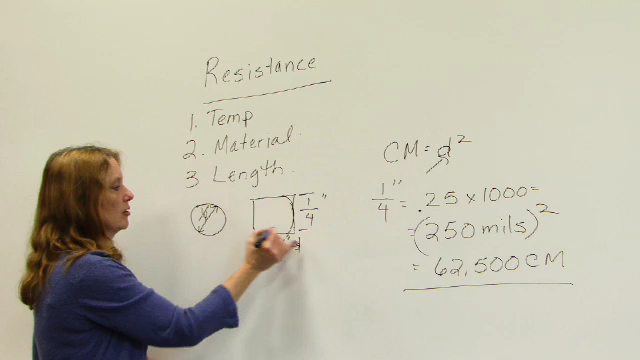 Resistance
1. Temp
2. Material
3 Length
1/4"
CM = d²
1/4" = .25 x 1000 =
= (250 mils)²
= 62,500 CM